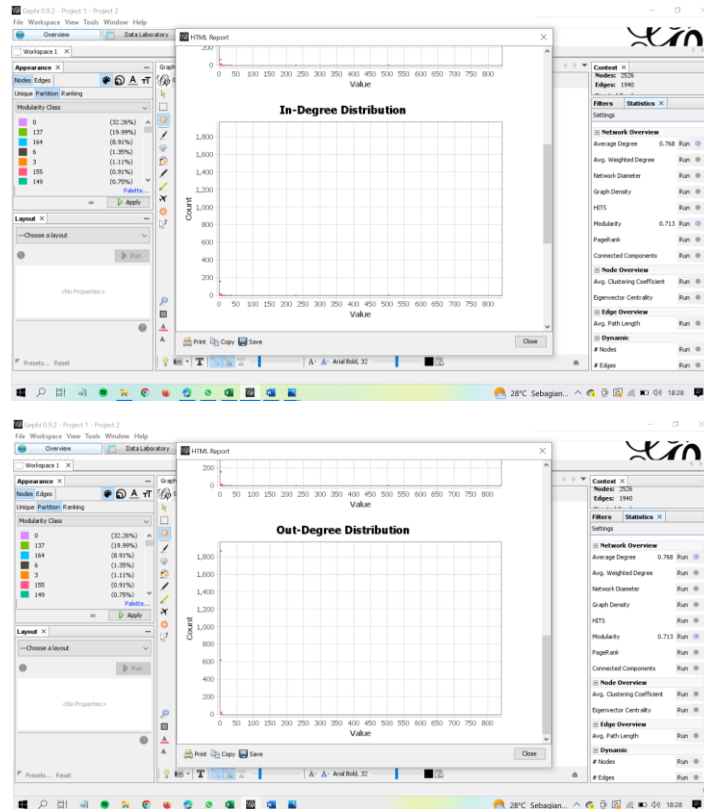 Gephi 0.9.2 - Project 1 - Project 2
File Workspace View Tools Window Help
Overview Data Laboratory
Workspace 1 ×
HTML Report
Appearance ×
Nodes Edges
Unique Partition Ranking
Modularity Class
0 (32.26%)
137 (19.99%)
164 (8.91%)
6 (1.35%)
3 (1.11%)
155 (0.91%)
149 (0.75%)
Palette...
Apply
Layout ×
---Choose a layout
Run
<No Properties>
Presets... Reset
Graph
200
0
0 50 100 150 200 250 300 350 400 450 500 550 600 650 700 750 800
Value
In-Degree Distribution
Count
1,800
1,600
1,400
1,200
1,000
800
600
400
200
0
0 50 100 150 200 250 300 350 400 450 500 550 600 650 700 750 800
Value
Print Copy Save Close
Arial Bold, 32
Context ×
Nodes: 2526
Edges: 1940
Filters Statistics ×
Settings
Network Overview
Average Degree 0.768 Run
Avg. Weighted Degree Run
Network Diameter Run
Graph Density Run
HITS Run
Modularity 0.713 Run
PageRank Run
Connected Components Run
Node Overview
Avg. Clustering Coefficient Run
Eigenvector Centrality Run
Edge Overview
Avg. Path Length Run
Dynamic
# Nodes Run
# Edges Run
28°C Sebagian... 1828
Gephi 0.9.2 - Project 1 - Project 2
File Workspace View Tools Window Help
Overview Data Laboratory
Workspace 1 ×
HTML Report
Appearance ×
Nodes Edges
Unique Partition Ranking
Modularity Class
0 (32.26%)
137 (19.99%)
164 (8.91%)
6 (1.35%)
3 (1.11%)
155 (0.91%)
149 (0.75%)
Palette...
Apply
Layout ×
---Choose a layout
Run
<No Properties>
Presets... Reset
Graph
200
0
0 50 100 150 200 250 300 350 400 450 500 550 600 650 700 750 800
Value
Out-Degree Distribution
Count
1,800
1,600
1,400
1,200
1,000
800
600
400
200
0
0 50 100 150 200 250 300 350 400 450 500 550 600 650 700 750 800
Value
Print Copy Save Close
Arial Bold, 32
Context ×
Nodes: 2526
Edges: 1940
Filters Statistics ×
Settings
Network Overview
Average Degree 0.768 Run
Avg. Weighted Degree Run
Network Diameter Run
Graph Density Run
HITS Run
Modularity 0.713 Run
PageRank Run
Connected Components Run
Node Overview
Avg. Clustering Coefficient Run
Eigenvector Centrality Run
Edge Overview
Avg. Path Length Run
Dynamic
# Nodes Run
# Edges Run
28°C Sebagian... 1828